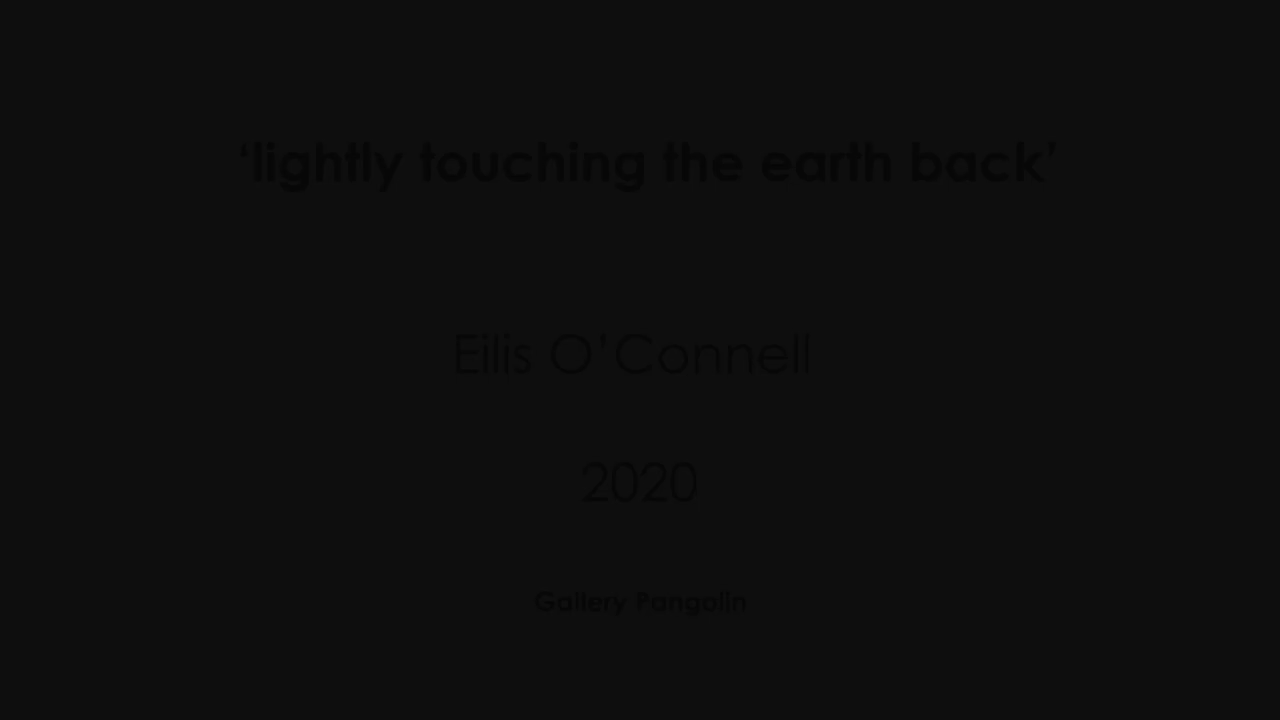 ‘lightly touching the earth back’
Eilis O’Connell
2020
Gallery Pangolin